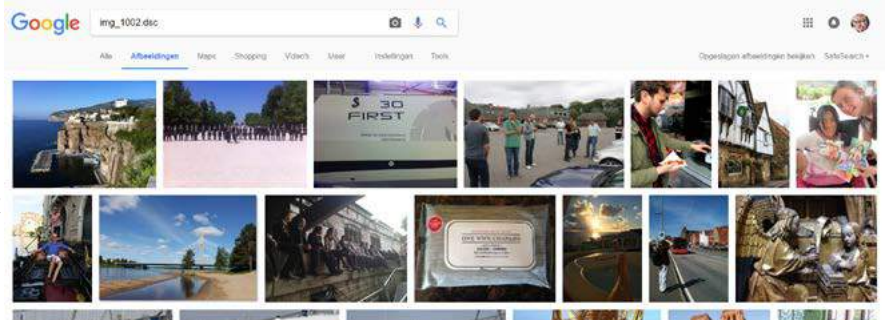 Google
img_1002.dsc
Alle Afbeeldingen Maps Shopping Video's Meer Instellingen Tools
Opgeslagen afbeeldingen bekijken SafeSearch
30
FIRST